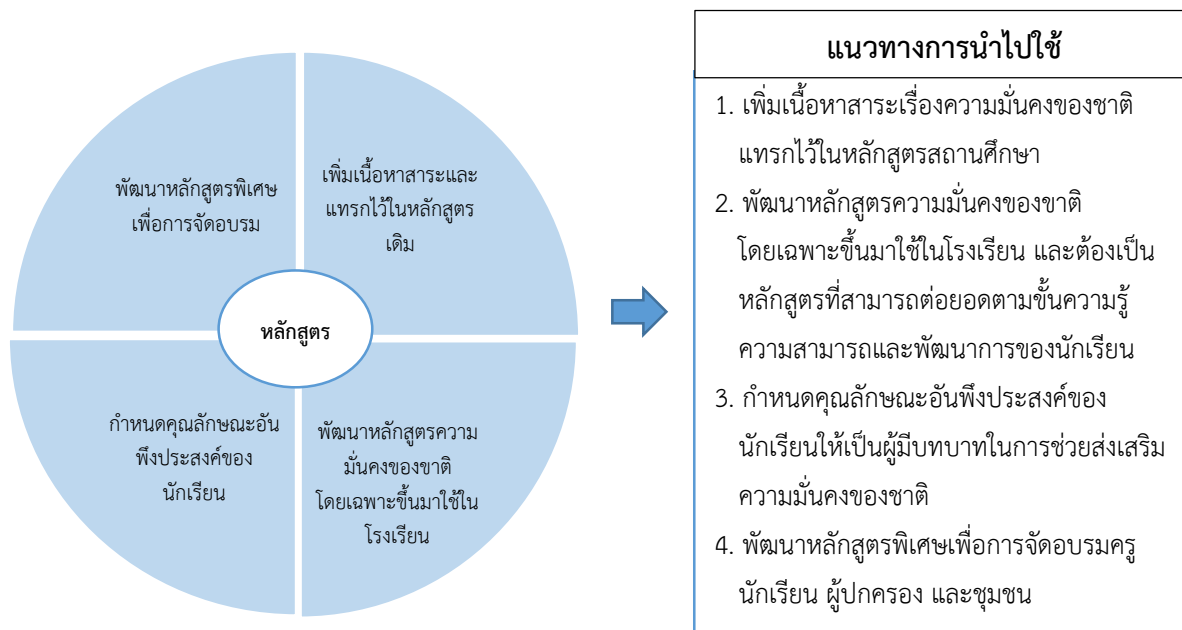 พัฒนาหลักสูตรพิเศษ
เพื่อการจัดอบรม
เพิ่มเนื้อหาสาระและ
แทรกไว้ในหลักสูตร
เดิม
หลักสูตร
กำหนดคุณลักษณะอัน
พึงประสงค์ของ
นักเรียน
พัฒนาหลักสูตรความ
มั่นคงของขาติ
โดยเฉพาะขึ้นมาใช้ใน
โรงเรียน
แนวทางการนำไปใช้
1. เพิ่มเนื้อหาสาระเรื่องความมั่นคงของชาติ
แทรกไว้ในหลักสูตรสถานศึกษา
2. พัฒนาหลักสูตรความมั่นคงของขาติ
โดยเฉพาะขึ้นมาใช้ในโรงเรียน และต้องเป็น
หลักสูตรที่สามารถต่อยอดตามขั้นความรู้
ความสามารถและพัฒนาการของนักเรียน
3. กำหนดคุณลักษณะอันพึงประสงค์ของ
นักเรียนให้เป็นผู้มีบทบาทในการช่วยส่งเสริม
ความมั่นคงของชาติ
4. พัฒนาหลักสูตรพิเศษเพื่อการจัดอบรมครู
นักเรียน ผู้ปกครอง และชุมชน